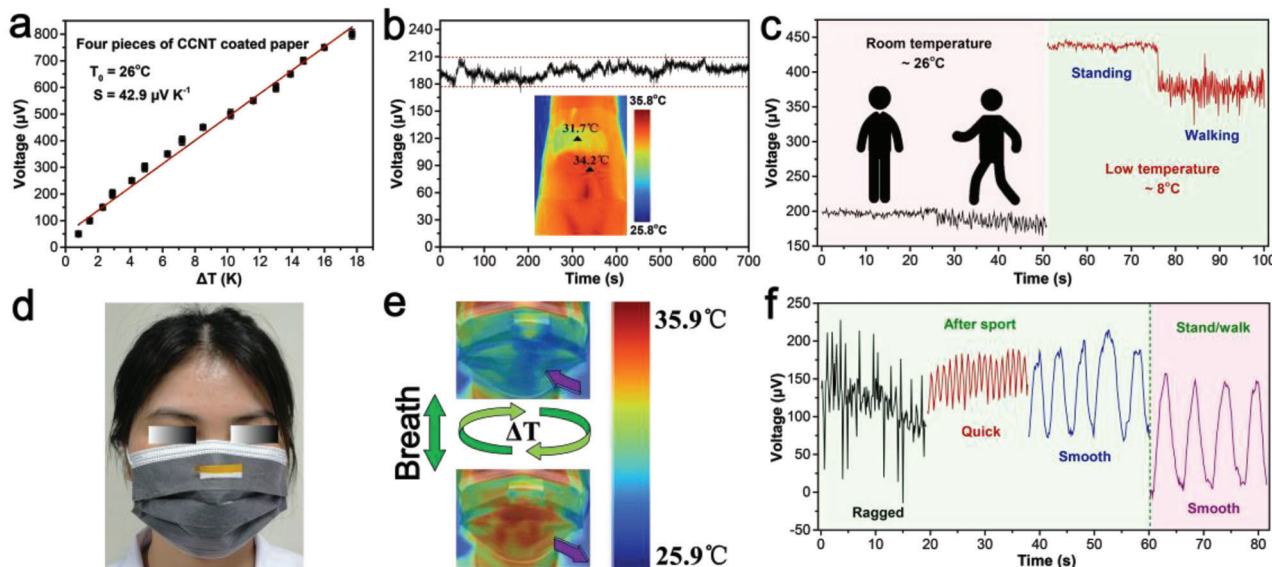 a
Four pieces of CCNT coated paper
T0 = 26°C
S = 42.9 μV K-1
Voltage (μV)
800
700
600
500
400
300
200
100
0
0 2 4 6 8 10 12 14 16 18
ΔT (K)
b
Voltage (μV)
240
210
180
150
120
90
60
30
0
35.8℃
31.7℃
34.2℃
25.8℃
0 100 200 300 400 500 600 700
Time (s)
c
Voltage (μV)
450
400
350
300
250
200
150
Room temperature
~ 26°C
Standing
Walking
Low temperature
~ 8°C
0 10 20 30 40 50 60 70 80 90 100
Time (s)
d
e
35.9℃
Breath
ΔT
25.9℃
f
Voltage (μV)
250
200
150
100
50
0
-50
After sport
Stand/walk
Quick
Smooth
Ragged
Smooth
0 10 20 30 40 50 60 70 80
Time (s)